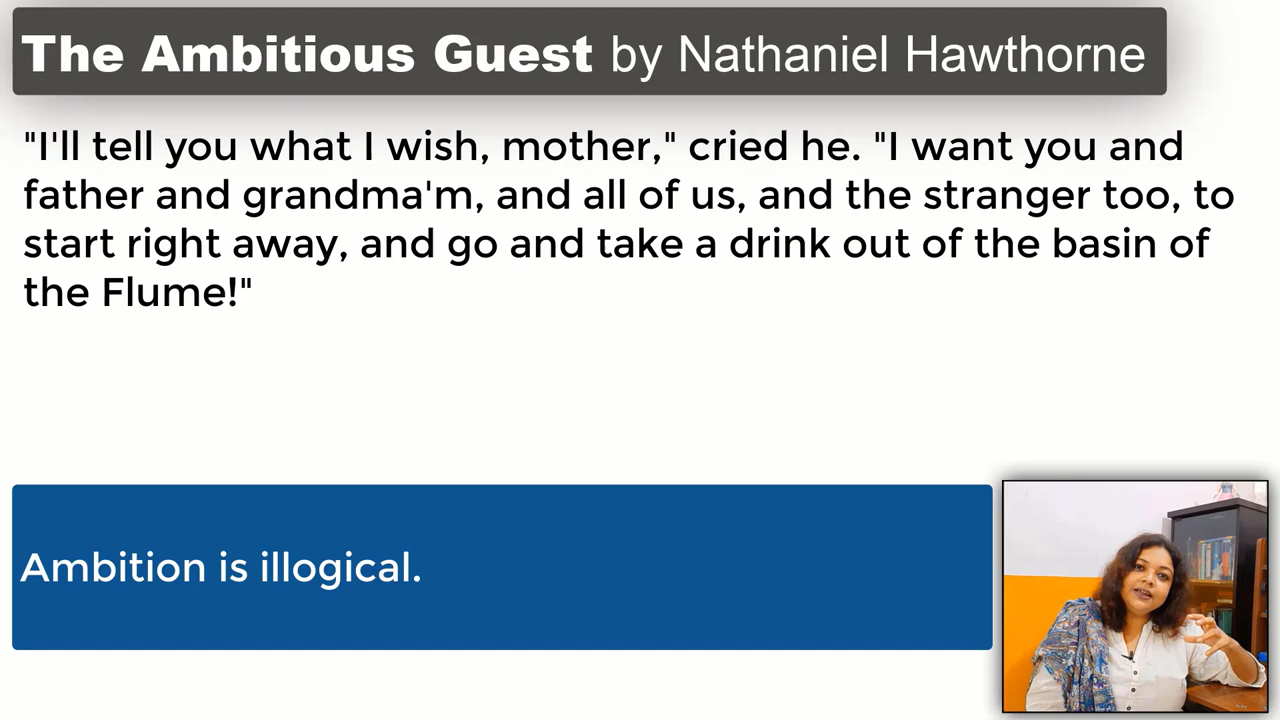 The Ambitious Guest by Nathaniel Hawthorne
"I'll tell you what I wish, mother," cried he. "I want you and
father and grandma'm, and all of us, and the stranger too, to
start right away, and go and take a drink out of the basin of
the Flume!"
Ambition is illogical.